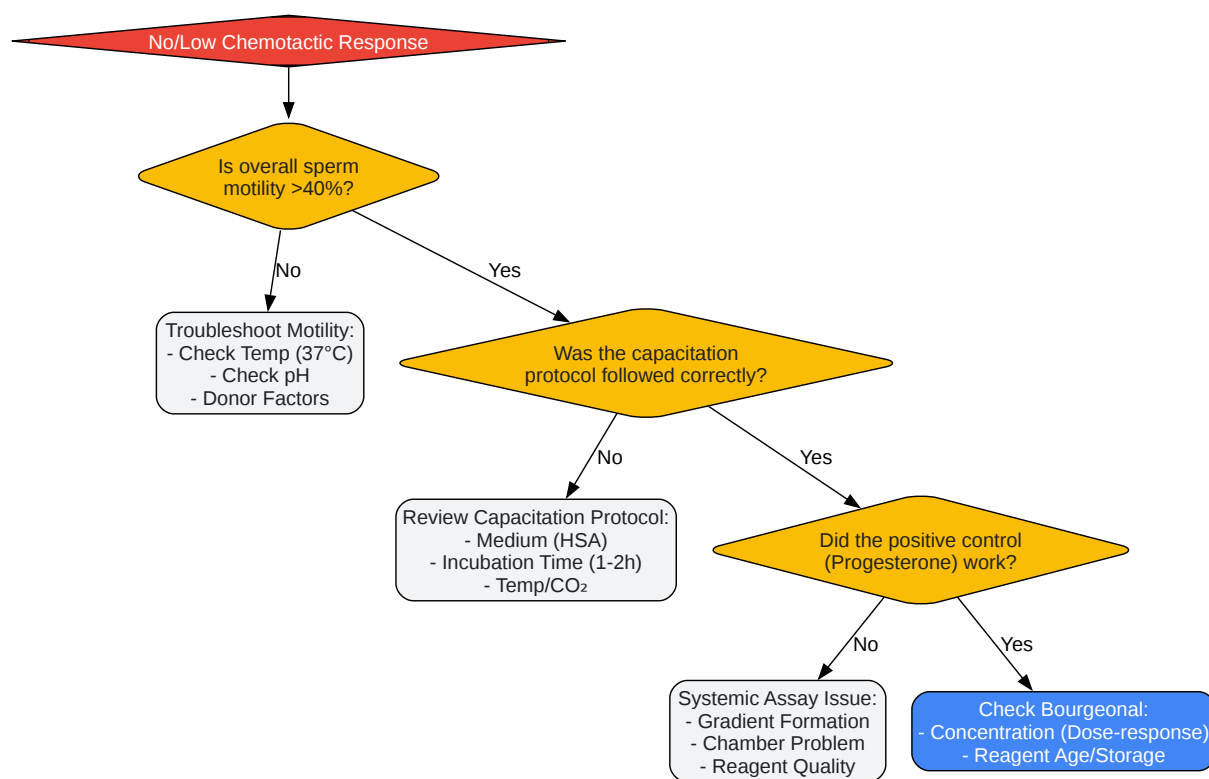 No/Low Chemotactic Response
Is overall sperm
motility >40%?
No
Yes
Troubleshoot Motility:
- Check Temp (37°C)
- Check pH
- Donor Factors
Was the capacitation
protocol followed correctly?
No
Yes
Review Capacitation Protocol:
- Medium (HSA)
- Incubation Time (1-2h)
- Temp/CO₂
Did the positive control
(Progesterone) work?
No
Yes
Systemic Assay Issue:
- Gradient Formation
- Chamber Problem
- Reagent Quality
Check Bourgeonal:
- Concentration (Dose-response)
- Reagent Age/Storage